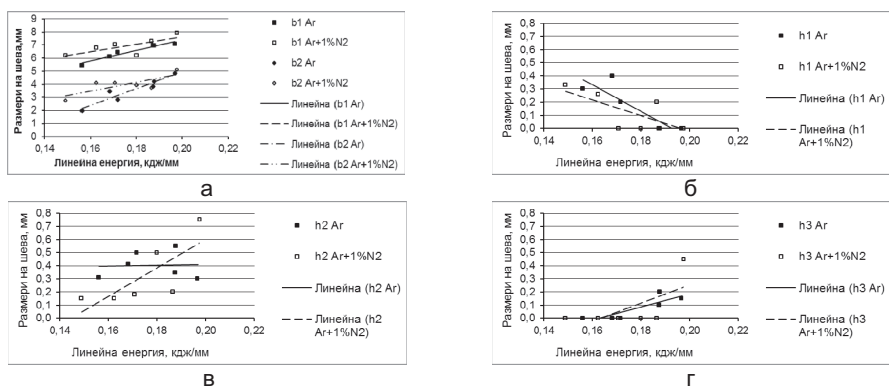 Размери на шева,мм
9
8
7
6
5
4
3
2
1
0
0,14 0,16 0,18 0,20 0,22
Линейна енергия, кдж/мм
b1 Ar
b1 Ar+1%N2
b2 Ar
b2 Ar+1%N2
Линейна (b1 Ar)
Линейна (b1 Ar+1%N2)
Линейна (b2 Ar)
Линейна (b2 Ar+1%N2)
а
Размери на шева, мм
0,8
0,7
0,6
0,5
0,4
0,3
0,2
0,1
0,0
0,14 0,16 0,18 0,20 0,22
Линейна енергия, кдж/мм
h1 Ar
h1 Ar+1%N2
Линейна (h1 Ar)
Линейна (h1
Ar+1%N2)
б
Размери на шева, мм
0,8
0,7
0,6
0,5
0,4
0,3
0,2
0,1
0,0
0,14 0,16 0,18 0,20 0,22
Линейна енергия, кдж/мм
h2 Ar
h2 Ar+1%N2
Линейна (h2 Ar)
Линейна (h2
Ar+1%N2)
в
Размери на шева, мм
0,8
0,7
0,6
0,5
0,4
0,3
0,2
0,1
0,0
0,14 0,16 0,18 0,20 0,22
Линейна енергия, кдж/мм
h3 Ar
h3 Ar+1%N2
Линейна (h3 Ar)
Линейна (h3
Ar+1%N2)
г